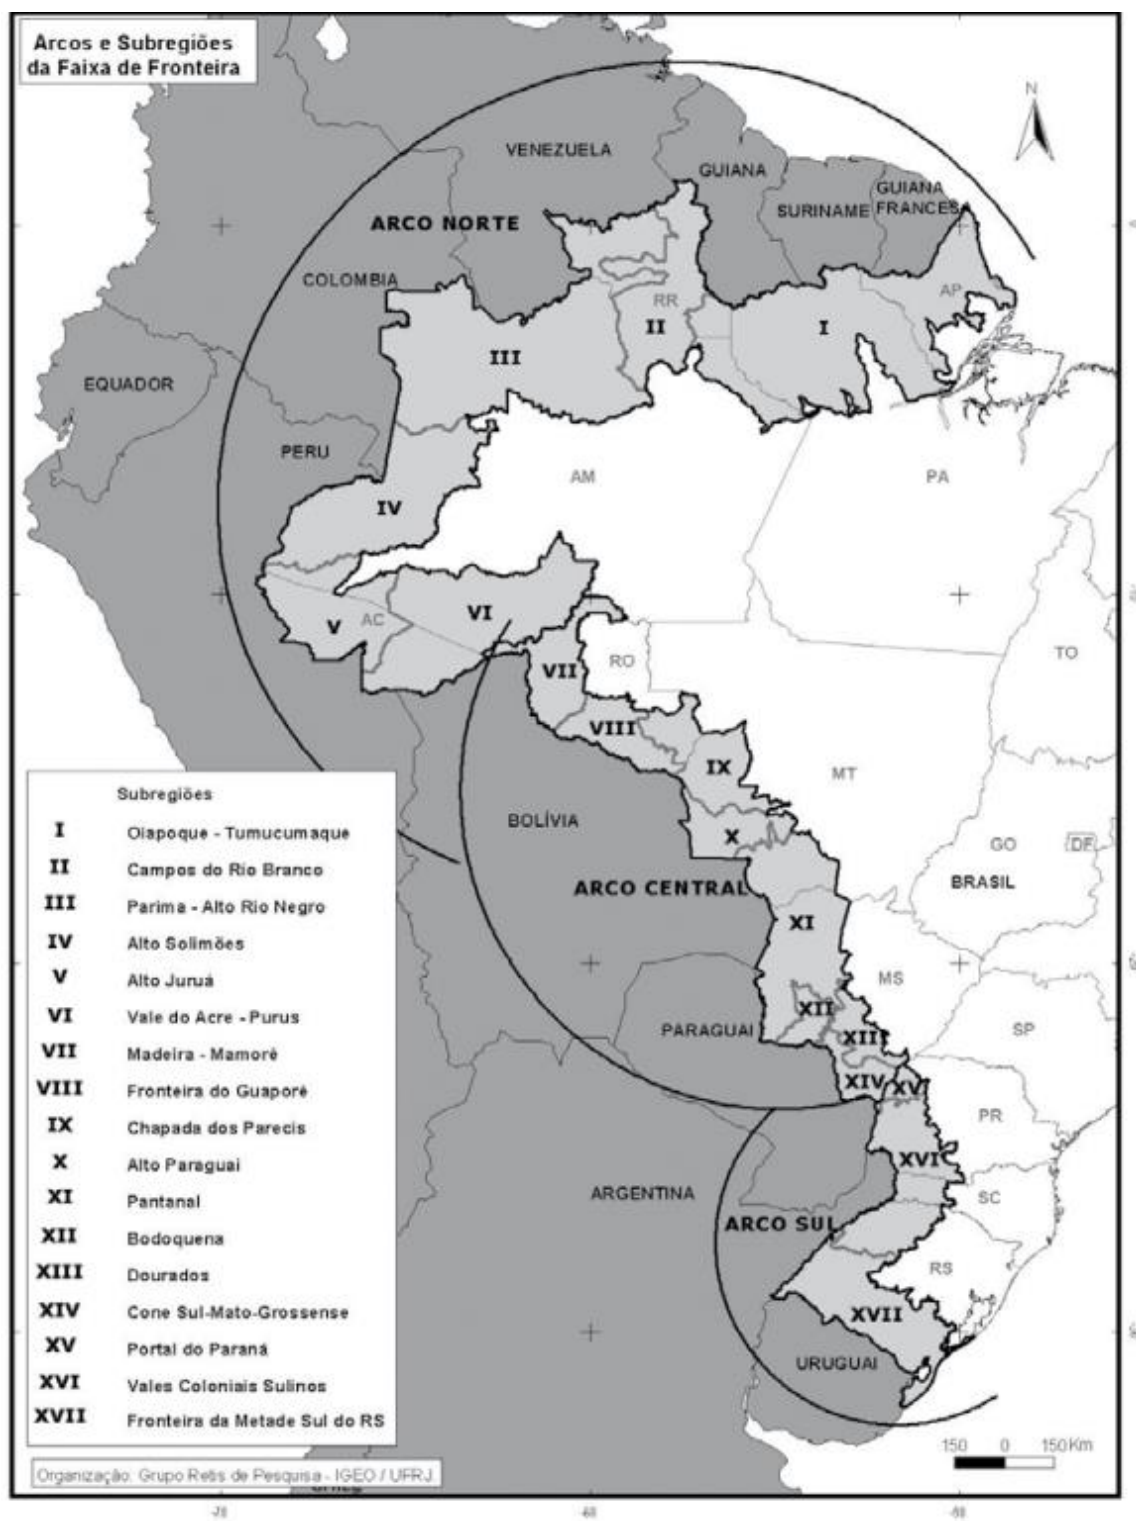 Arcos e Subregiões
da Faixa de Fronteira
N
VENEZUELA
GUIANA
GUIANA
FRANCESA
SURINAME
ARCO NORTE
COLOMBIA
RR
AP
I
II
III
EQUADOR
PERU
AM
PA
IV
AC
V
VI
VII
RO
TO
VIII
IX
MT
BOLÍVIA
X
GO
DF
ARCO CENTRAL
BRASIL
XI
MS
XII
SP
PARAGUAI
XIII
XIV
XV
PR
XVI
ARGENTINA
SC
ARCO SUL
RS
XVII
URUGUAI
Subregiões
I Oiapoque - Tumucumaque
II Campos do Rio Branco
III Parima - Alto Rio Negro
IV Alto Solimões
V Alto Juruá
VI Vale do Acre - Purus
VII Madeira - Mamoré
VIII Fronteira do Guaporé
IX Chapada dos Parecis
X Alto Paraguai
XI Pantanal
XII Bodoquena
XIII Dourados
XIV Cone Sul-Mato-Grossense
XV Portal do Paraná
XVI Vales Coloniais Sulinos
XVII Fronteira da Metade Sul do RS
150 0 150 Km
Organização: Grupo Retis de Pesquisa - IGEO / UFRJ